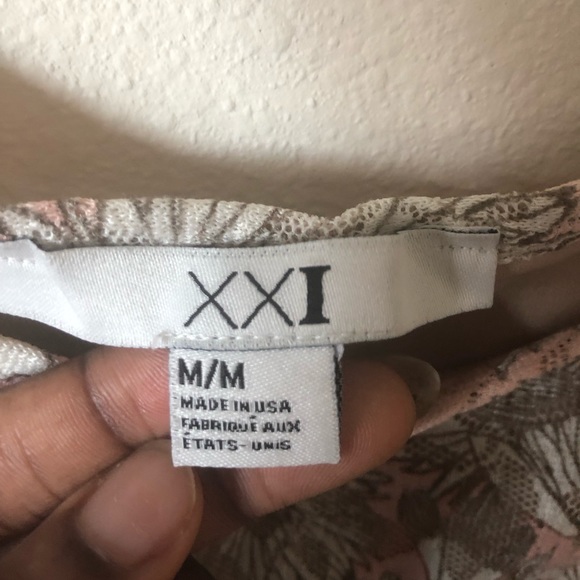 XXI
M/M
MADE IN USA
FABRIQUÉ AUX
ÉTATS-UNIS